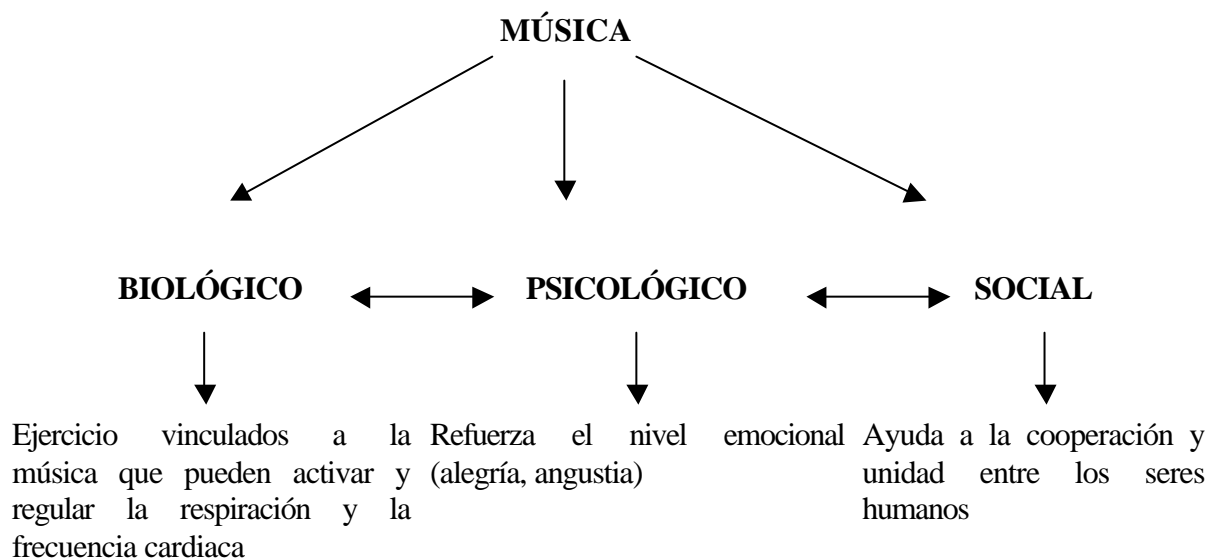 MÚSICA
BIOLÓGICO
PSICOLÓGICO
SOCIAL
Ejercicio vinculados a la
música que pueden activar y
regular la respiración y la
frecuencia cardiaca
Refuerza el nivel emocional
(alegría, angustia)
Ayuda a la cooperación y
unidad entre los seres
humanos